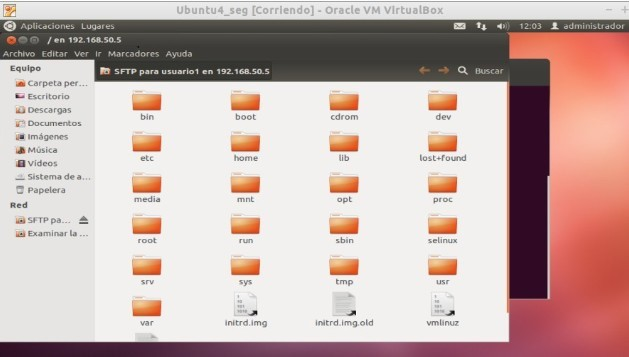 Ubuntu4_seg [Corriendo] - Oracle VM VirtualBox
Aplicaciones Lugares 12:03 administrador
/ en 192.168.50.5
Archivo Editar Ver Ir Marcadores Ayuda
Equipo
Carpeta per...
Escritorio
Descargas
Documentos
Imágenes
Música
Vídeos
Sistema de a...
Papelera
Red
SFTP pa...
Examinar la ...
SFTP para usuario1 en 192.168.50.5 Buscar
bin boot cdrom dev
etc home lib lost+found
media mnt opt proc
root run sbin selinux
srv sys tmp usr
var initrd.img initrd.img.old vmlinuz